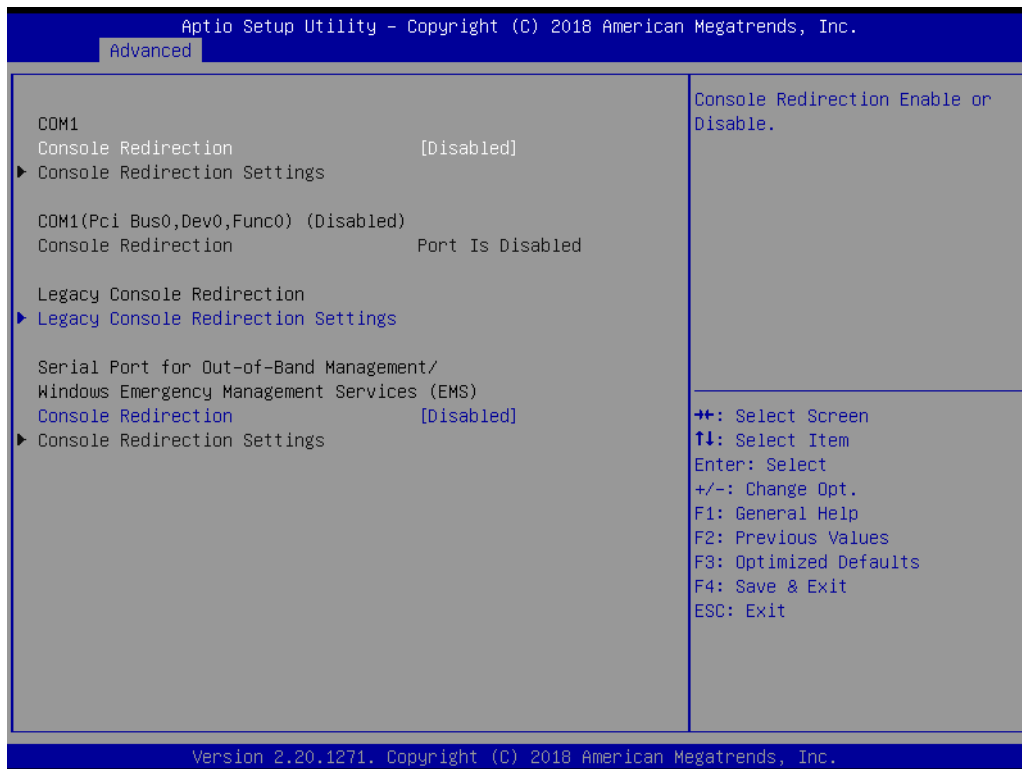 Aptio Setup Utility – Copyright (C) 2018 American Megatrends, Inc.
Advanced
COM1
Console Redirection [Disabled]
▶ Console Redirection Settings
COM1(Pci Bus0,Dev0,Func0) (Disabled)
Console Redirection Port Is Disabled
Legacy Console Redirection
▶ Legacy Console Redirection Settings
Serial Port for Out-of-Band Management/
Windows Emergency Management Services (EMS)
Console Redirection [Disabled]
▶ Console Redirection Settings
Console Redirection Enable or
Disable.
→←: Select Screen
↑↓: Select Item
Enter: Select
+/-: Change Opt.
F1: General Help
F2: Previous Values
F3: Optimized Defaults
F4: Save & Exit
ESC: Exit
Version 2.20.1271. Copyright (C) 2018 American Megatrends, Inc.